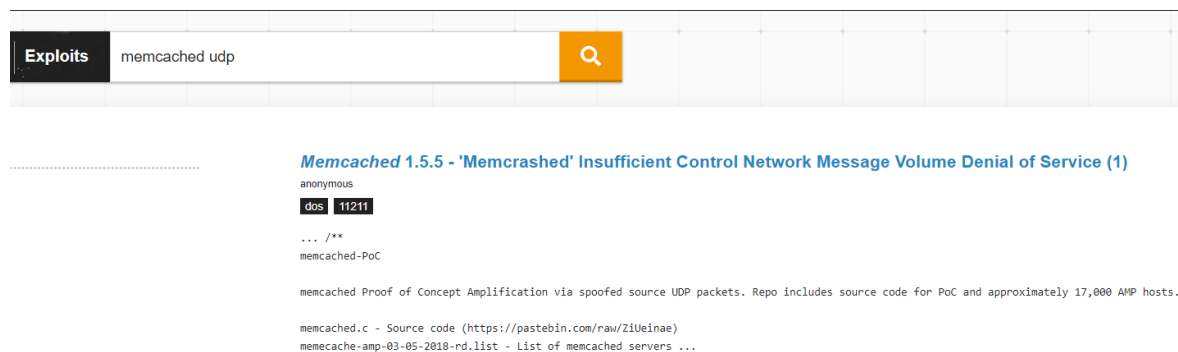 Exploits memcached udp
Memcached 1.5.5 - 'Memcrashed' Insufficient Control Network Message Volume Denial of Service (1)
anonymous
dos 11211
... /**
memcached-PoC
memcached Proof of Concept Amplification via spoofed source UDP packets. Repo includes source code for PoC and approximately 17,000 AMP hosts.
memcached.c - Source code (https://pastebin.com/raw/ZiUeinae)
memecache-amp-03-05-2018-rd.list - List of memcached servers ...